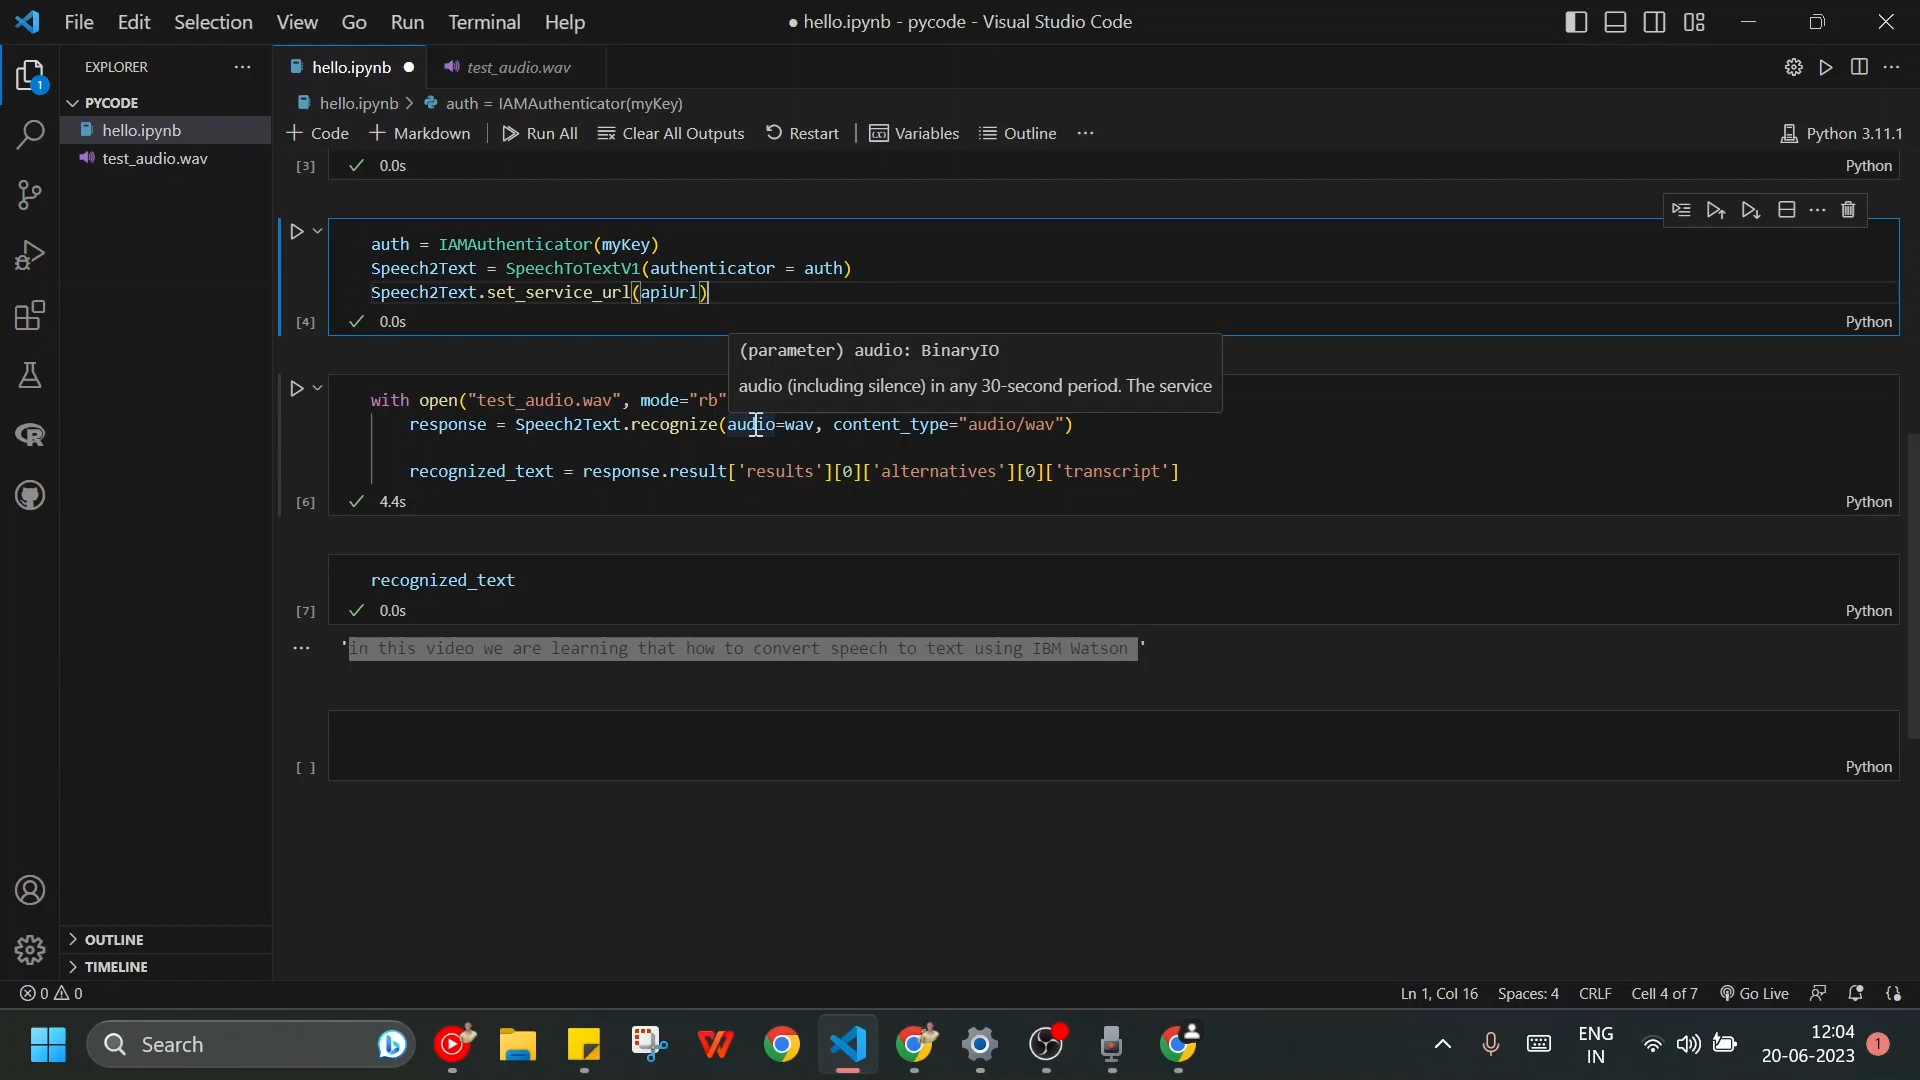 File Edit Selection View Go Run Terminal Help
● hello.ipynb - pycode - Visual Studio Code
EXPLORER
1
PYCODE
hello.ipynb
test_audio.wav
hello.ipynb ●
test_audio.wav
hello.ipynb > auth = IAMAuthenticator(myKey)
+ Code + Markdown Run All Clear All Outputs Restart Variables Outline ...
Python 3.11.1
[3] ✓ 0.0s Python
auth = IAMAuthenticator(myKey)
Speech2Text = SpeechToTextV1(authenticator = auth)
Speech2Text.set_service_url(apiUrl)
[4] ✓ 0.0s Python
(parameter) audio: BinaryIO
audio (including silence) in any 30-second period. The service
with open("test_audio.wav", mode="rb"
response = Speech2Text.recognize(audio=wav, content_type="audio/wav")
recognized_text = response.result['results'][0]['alternatives'][0]['transcript']
[6] ✓ 4.4s Python
recognized_text
[7] ✓ 0.0s Python
... 'in this video we are learning that how to convert speech to text using IBM Watson '
[ ] Python
OUTLINE
TIMELINE
0 0
Ln 1, Col 16 Spaces: 4 CRLF Cell 4 of 7 Go Live
Search
ENG
IN
12:04
20-06-2023
1